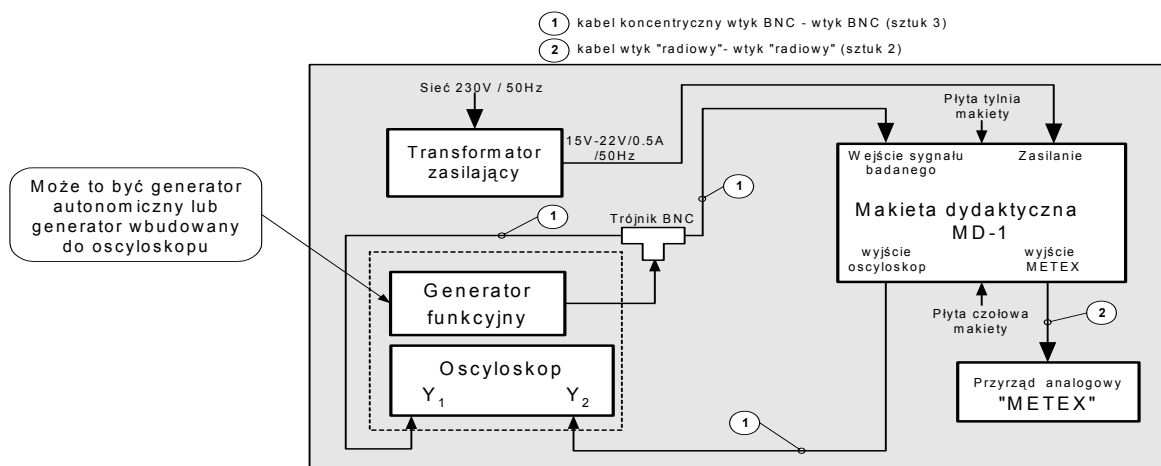 1 kabel koncentryczny wtyk BNC - wtyk BNC (sztuk 3)
2 kabel wtyk "radiowy"- wtyk "radiowy" (sztuk 2)
Sieć 230V / 50Hz
Transformator
zasilający
15V-22V/0.5A
/50Hz
Płyta tylnia
makiety
Wejście sygnału
badanego
Zasilanie
Makieta dydaktyczna
MD-1
wyjście
oscyloskop
wyjście
METEX
Może to być generator
autonomiczny lub
generator wbudowany
do oscyloskopu
1
Trójnik BNC
1
Generator
funkcyjny
Oscyloskop
Y1
Y2
Płyta czołowa
makiety
2
Przyrząd analogowy
"METEX"
1